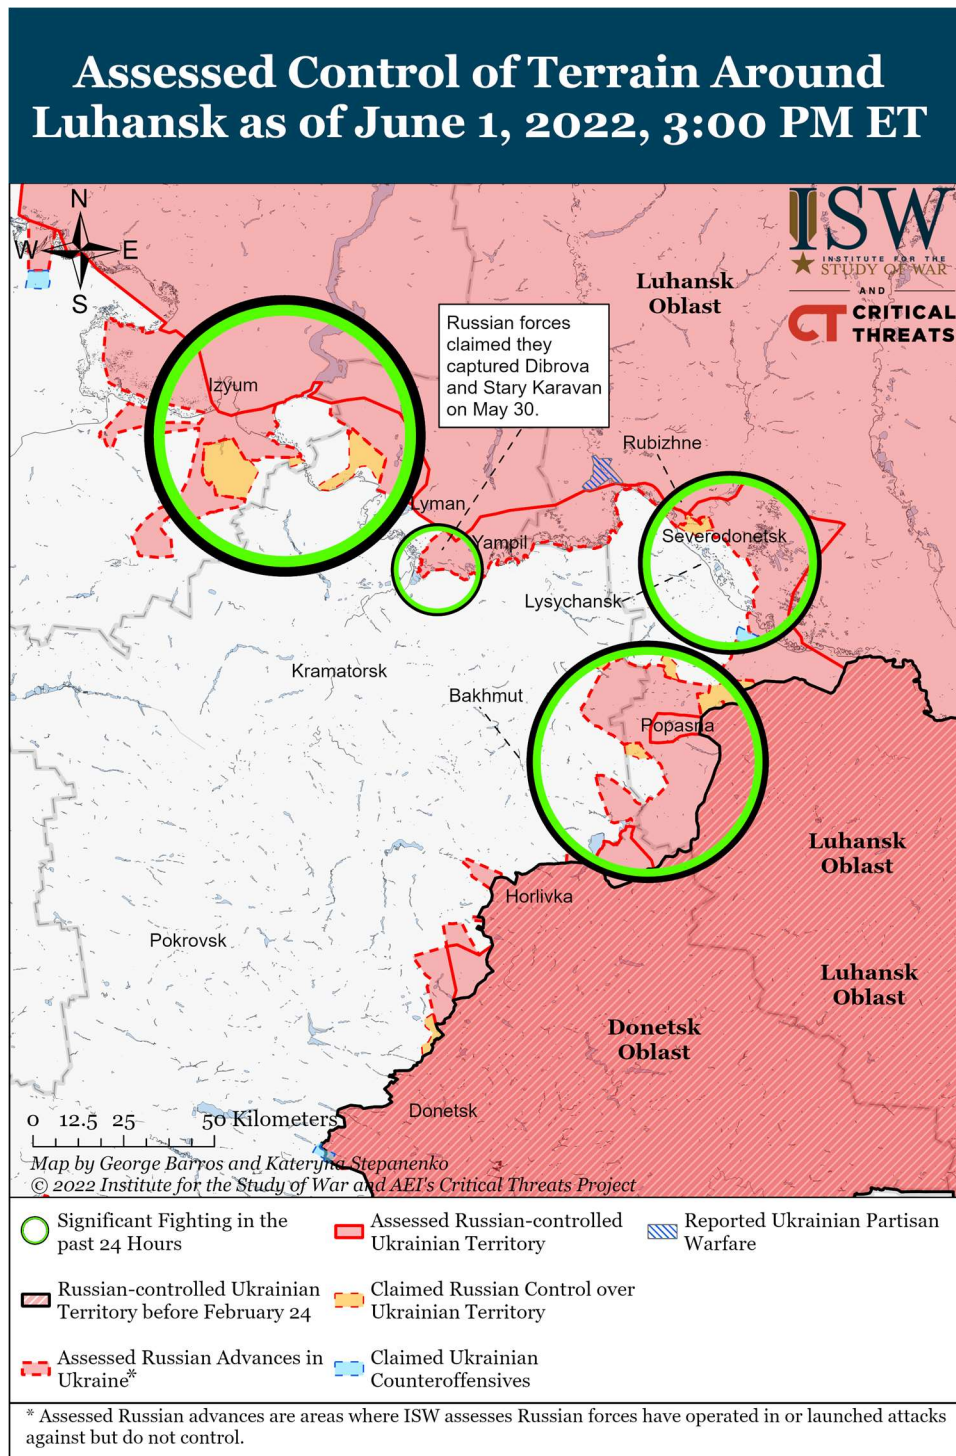 Assessed Control of Terrain Around
Luhansk as of June 1, 2022, 3:00 PM ET
N
W
E
S
ISW
INSTITUTE FOR THE
STUDY OF WAR
AND
CT CRITICAL
THREATS
Luhansk
Oblast
Russian forces
claimed they
captured Dibrova
and Stary Karavan
on May 30.
Izyum
Rubizhne
Lyman
Yampil
Severodonetsk
Lysychansk
Kramatorsk
Bakhmut
Popasna
Luhansk
Oblast
Horlivka
Pokrovsk
Luhansk
Oblast
Donetsk
Oblast
Donetsk
0 12.5 25 50 Kilometers
Map by George Barros and Kateryna Stepanenko
© 2022 Institute for the Study of War and AEI's Critical Threats Project
Significant Fighting in the
past 24 Hours
Assessed Russian-controlled
Ukrainian Territory
Reported Ukrainian Partisan
Warfare
Russian-controlled Ukrainian
Territory before February 24
Claimed Russian Control over
Ukrainian Territory
Assessed Russian Advances in
Ukraine*
Claimed Ukrainian
Counteroffensives
* Assessed Russian advances are areas where ISW assesses Russian forces have operated in or launched attacks
against but do not control.